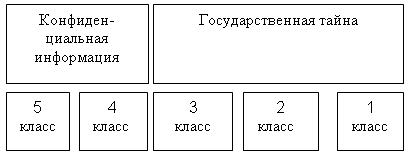 Конфиден-
циальная
информация
Государственная тайна
5
класс
4
класс
3
класс
2
класс
1
класс